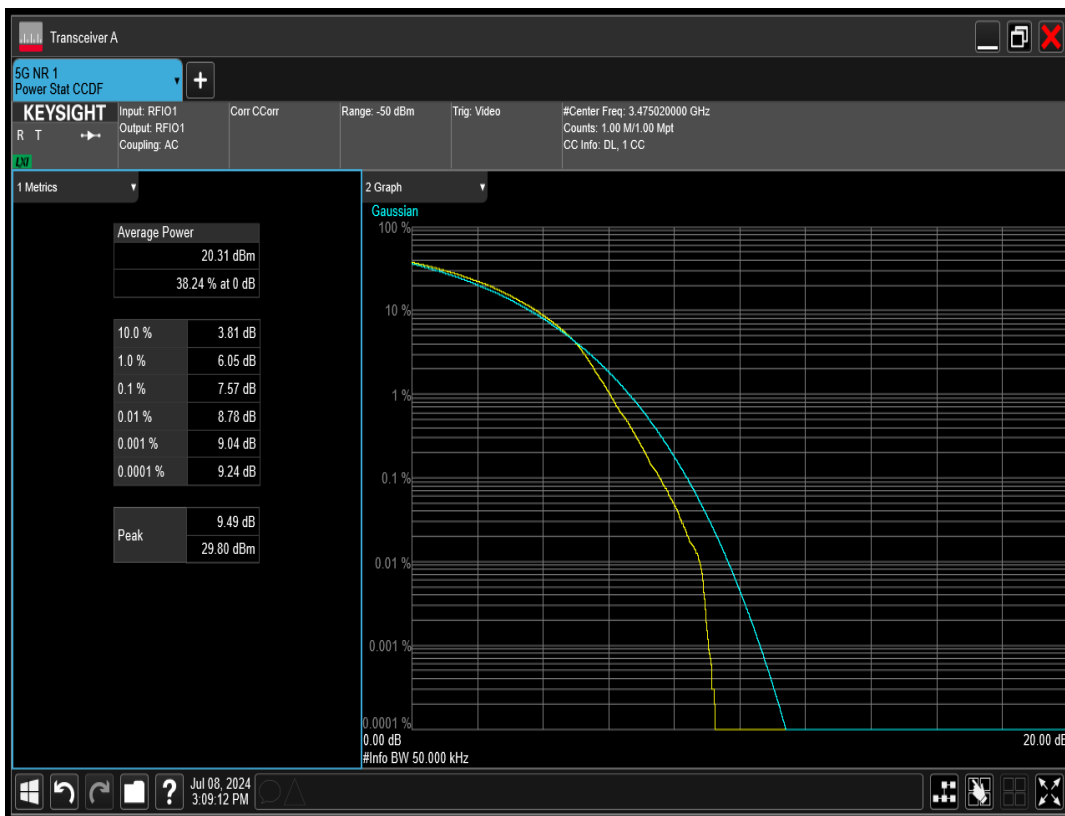 Transceiver A
5G NR 1
Power Stat CCDF
+
KEYSIGHT
R T
LXI
Input: RFIO1
Output: RFIO1
Coupling: AC
Corr CCorr
Range: -50 dBm
Trig: Video
#Center Freq: 3.475020000 GHz
Counts: 1.00 M/1.00 Mpt
CC Info: DL, 1 CC
1 Metrics
Average Power
20.31 dBm
38.24 % at 0 dB
10.0 % 3.81 dB
1.0 % 6.05 dB
0.1 % 7.57 dB
0.01 % 8.78 dB
0.001 % 9.04 dB
0.0001 % 9.24 dB
Peak 9.49 dB
29.80 dBm
2 Graph
Gaussian
100 %
10 %
1 %
0.1 %
0.01 %
0.001 %
0.0001 %
0.00 dB 20.00 dB
#Info BW 50.000 kHz
?
Jul 08, 2024
3:09:12 PM